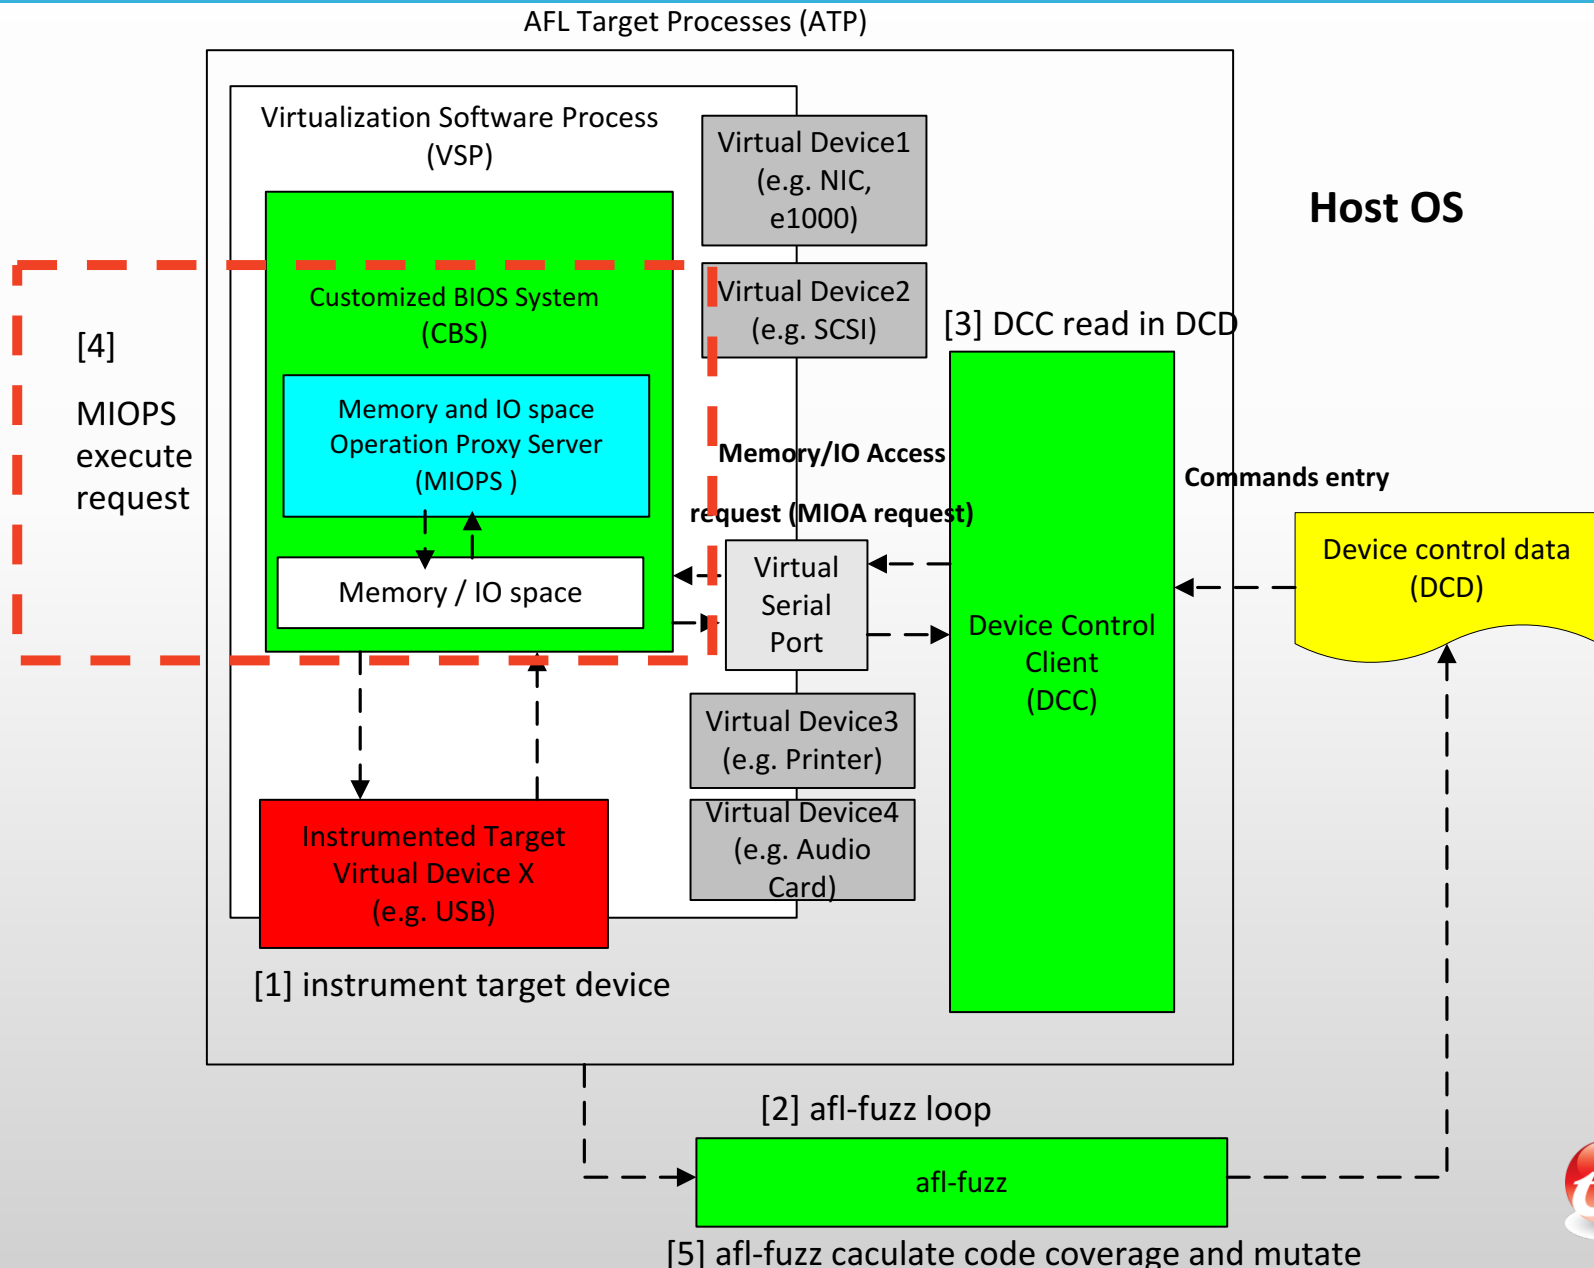 AFL Target Processes (ATP)
Virtualization Software Process
(VSP)
Virtual Device1
(e.g. NIC,
e1000)
Host OS
Customized BIOS System
(CBS)
Virtual Device2
(e.g. SCSI)
[3] DCC read in DCD
[4]
MIOPS
execute
request
Memory and IO space
Operation Proxy Server
(MIOPS )
Memory/IO Access
request (MIOA request)
Commands entry
Memory / IO space
Virtual
Serial
Port
Device Control
Client
(DCC)
Device control data
(DCD)
Virtual Device3
(e.g. Printer)
Virtual Device4
(e.g. Audio
Card)
Instrumented Target
Virtual Device X
(e.g. USB)
[1] instrument target device
[2] afl-fuzz loop
afl-fuzz
[5] afl-fuzz caculate code coverage and mutate